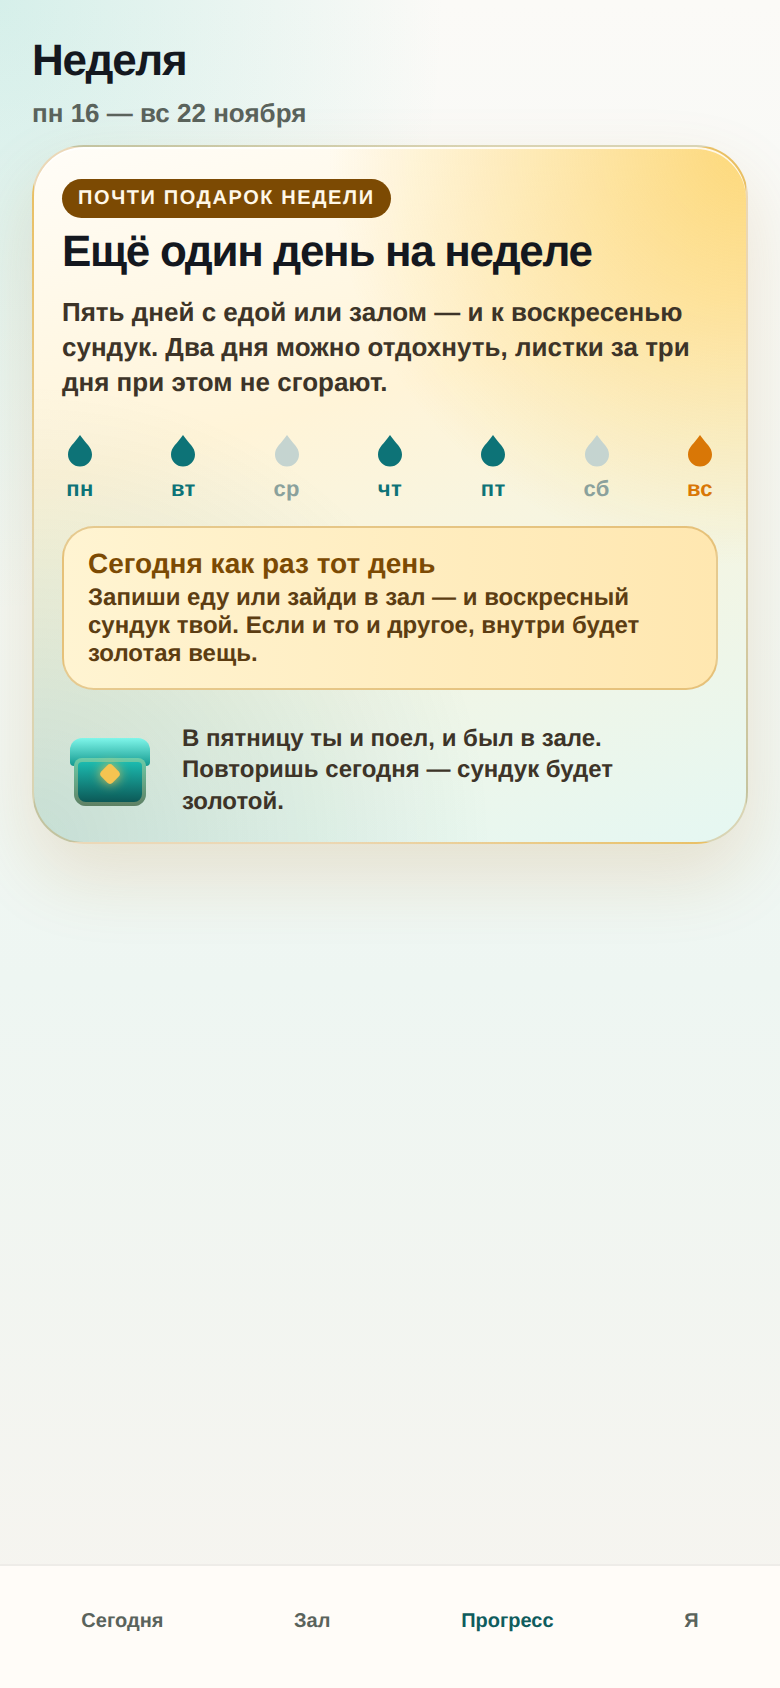 Неделя
пн 16 — вс 22 ноября
ПОЧТИ ПОДАРОК НЕДЕЛИ
Ещё один день на неделе
Пять дней с едой или залом — и к воскресенью
сундук. Два дня можно отдохнуть, листки за три
дня при этом не сгорают.
пн вт ср чт пт сб вс
Сегодня как раз тот день
Запиши еду или зайди в зал — и воскресный
сундук твой. Если и то и другое, внутри будет
золотая вещь.
В пятницу ты и поел, и был в зале.
Повторишь сегодня — сундук будет
золотой.
Сегодня Зал Прогресс Я